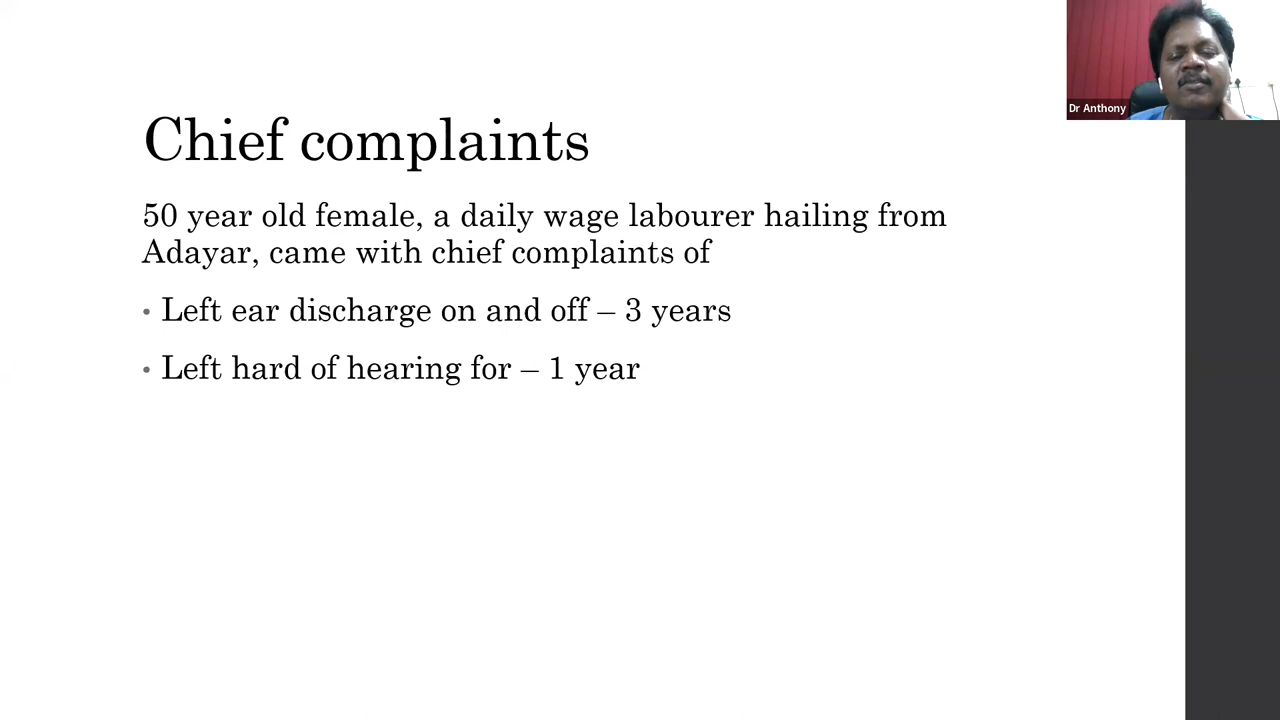 Dr Anthony
Chief complaints
50 year old female, a daily wage labourer hailing from
Adayar, came with chief complaints of
• Left ear discharge on and off – 3 years
• Left hard of hearing for – 1 year